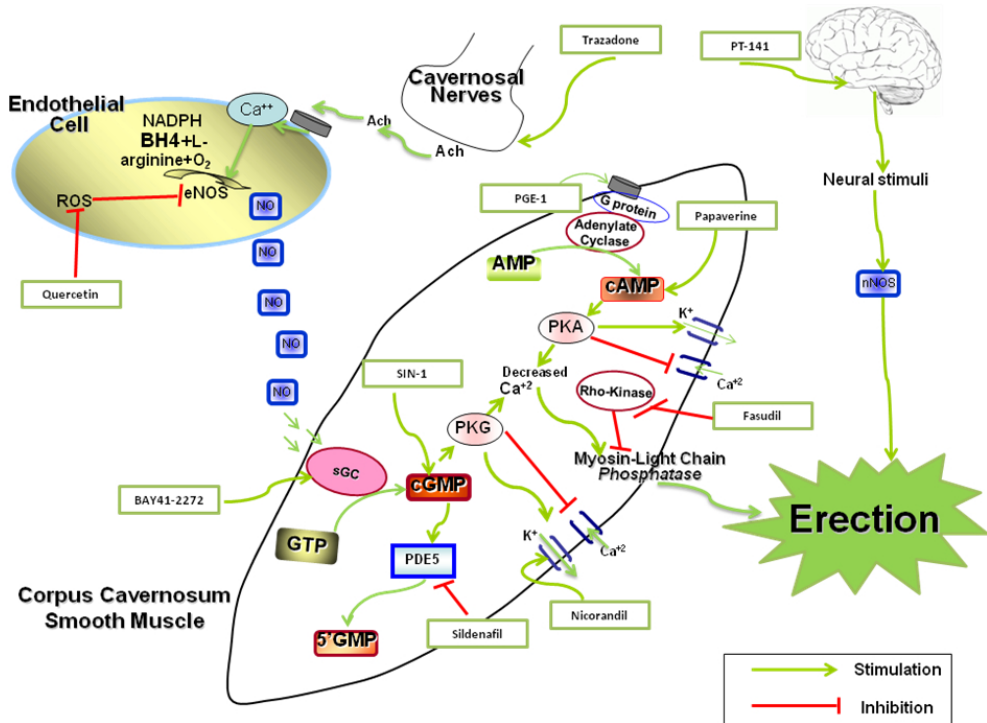 Trazadone
PT-141
Cavernosal
Nerves
Endothelial
Cell
Ca++
NADPH
BH4+L-
arginine+O2
Ach
Ach
ROS
eNOS
NO
NO
NO
NO
NO
Quercetin
Neural stimuli
nNOS
PGE-1
G protein
Adenylate
Cyclase
Papaverine
AMP
cAMP
K+
PKA
Ca+2
SIN-1
Decreased
Ca+2
Rho-Kinase
Fasudil
PKG
Myosin-Light Chain
Phosphatase
sGC
cGMP
BAY41-2272
GTP
K+
Ca+2
PDE5
Erection
Corpus Cavernosum
Smooth Muscle
Nicorandil
5'GMP
Sildenafil
Stimulation
Inhibition